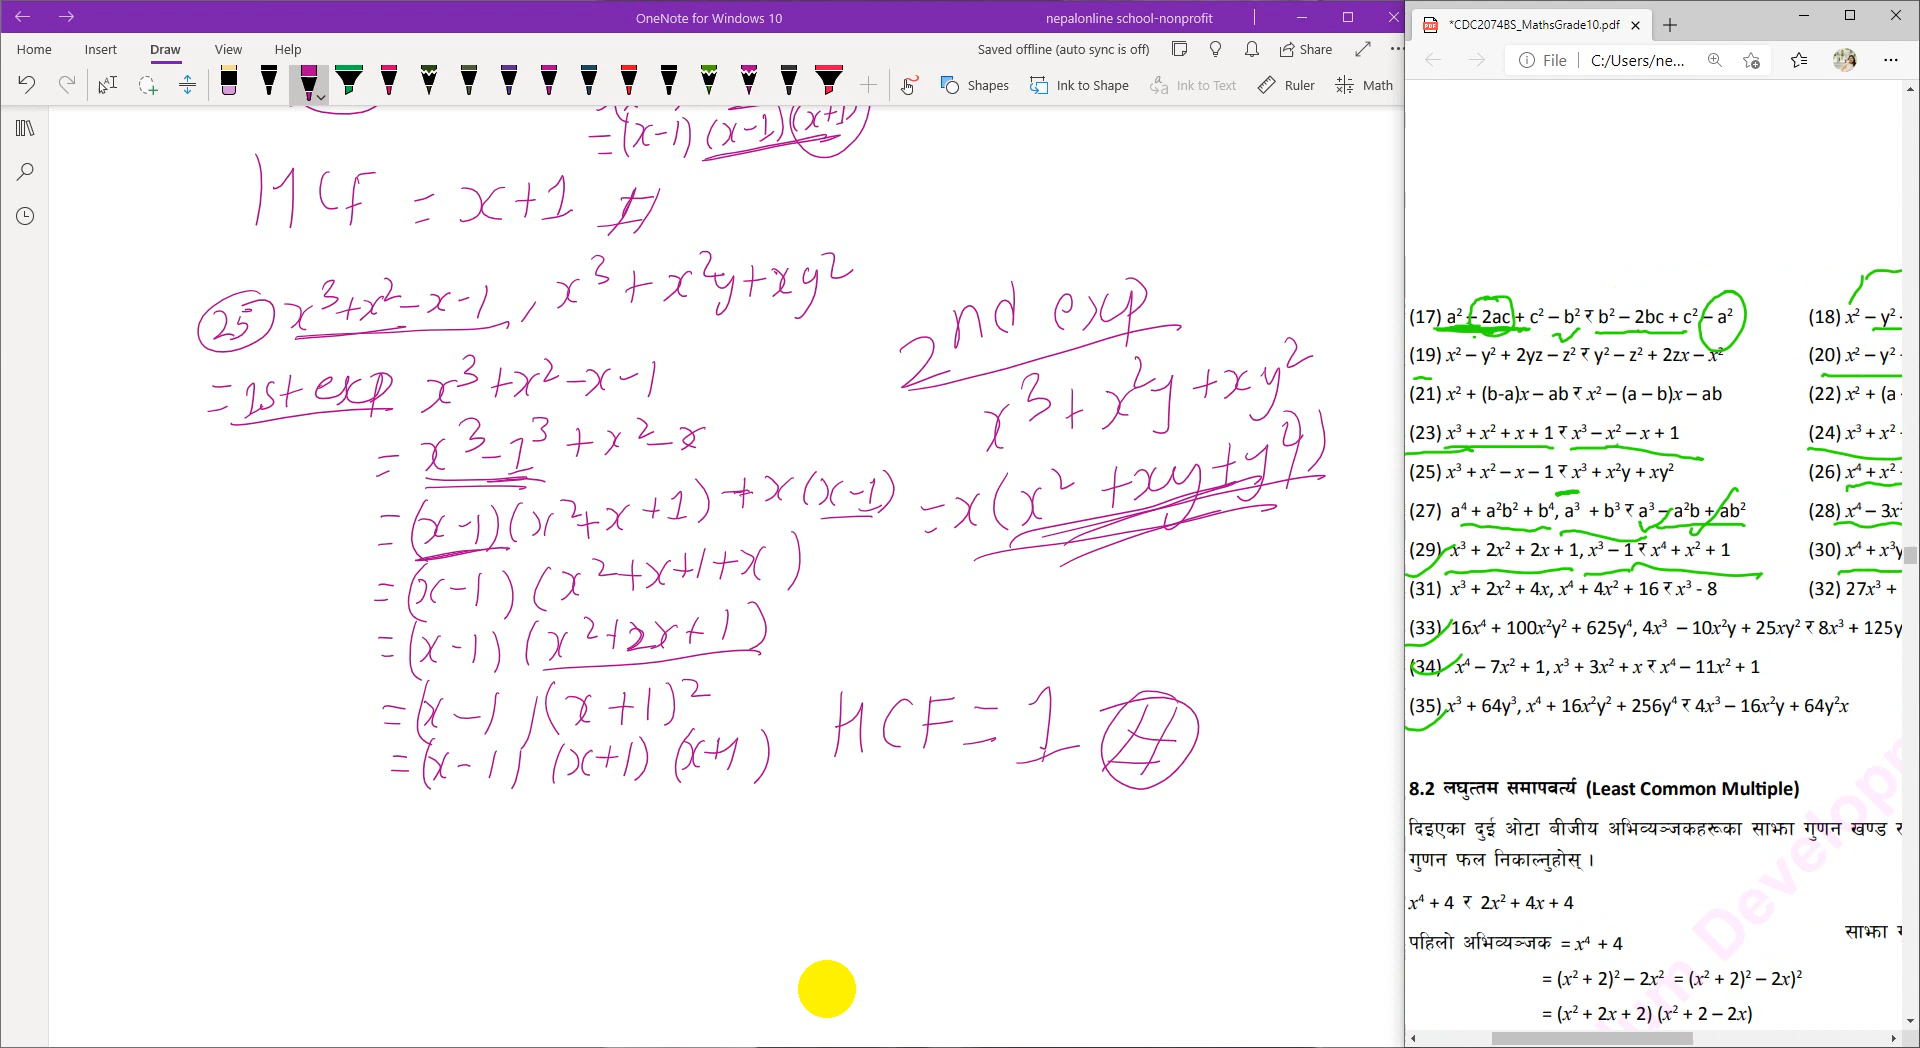 OneNote for Windows 10
nepalonline school-nonprofit
Home Insert Draw View Help
Saved offline (auto sync is off)
Share
Shapes
Ink to Shape
Ink to Text
Ruler
Math
= (x-1) (x-1)(x+1)
HCF = x+1 #
(25) x³+x²-x-1, x³+x²y+xy²
= 1st exp x³+x²-x-1
= x³-1³+x²-x
= (x-1)(x²+x+1)+x(x-1)
= (x-1) (x²+x+1+x)
= (x-1) (x²+2x+1)
= (x-1) (x+1)²
= (x-1) (x+1) (x+1)
2nd exp
x³+x²y+xy²
= x(x²+xy+y²)
HCF = 1 #
*CDC2074BS_MathsGrade10.pdf
File C:/Users/ne...
(17) a² - 2ac + c² – b² र b² – 2bc + c² – a²
(18) x² – y²
(19) x² – y² + 2yz – z² र y² – z² + 2zx – x²
(20) x² – y²
(21) x² + (b-a)x – ab र x² – (a – b)x – ab
(22) x² + (a
(23) x³ + x² + x + 1 र x³ – x² – x + 1
(24) x³ + x²
(25) x³ + x² – x – 1 र x³ + x²y + xy²
(26) x⁴ + x²
(27) a⁴ + a²b² + b⁴, a³ + b³ र a³ – a²b + ab²
(28) x⁴ – 3x²
(29) x³ + 2x² + 2x + 1, x³ – 1 र x⁴ + x² + 1
(30) x⁴ + x³y
(31) x³ + 2x² + 4x, x⁴ + 4x² + 16 र x³ - 8
(32) 27x³ +
(33) 16x⁴ + 100x²y² + 625y⁴, 4x³ – 10x²y + 25xy² र 8x³ + 125y
(34) x⁴ – 7x² + 1, x³ + 3x² + x र x⁴ – 11x² + 1
(35) x³ + 64y³, x⁴ + 16x²y² + 256y⁴ र 4x³ – 16x²y + 64y²x
8.2 लघुत्तम समापबर्त्य (Least Common Multiple)
दिइएका दुई ओटा बीजीय अभिव्यञ्जकहरूका साझा गुणन खण्ड
गुणन फल निकाल्नुहोस् ।
x⁴ + 4 र 2x² + 4x + 4
पहिलो अभिव्यञ्जक = x⁴ + 4
साझा
= (x² + 2)² – 2x² = (x² + 2)² – 2x)²
= (x² + 2x + 2) (x² + 2 – 2x)